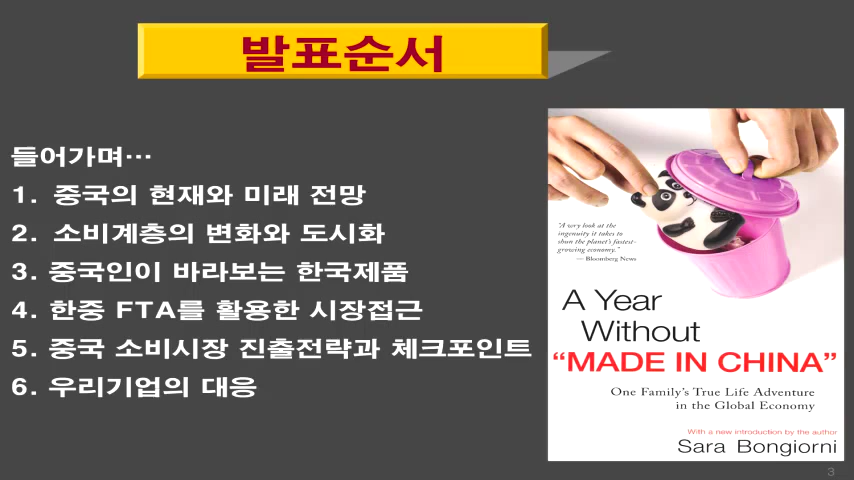 발표순서
들어가며…
1. 중국의 현재와 미래 전망
2. 소비계층의 변화와 도시화
3. 중국인이 바라보는 한국제품
4. 한중 FTA를 활용한 시장접근
5. 중국 소비시장 진출전략과 체크포인트
6. 우리기업의 대응
"A wry look at the
ingenuity it takes to
shun the planet's fastest-
growing economy."
— Bloomberg News
A Year
Without
“MADE IN CHINA”
One Family's True Life Adventure
in the Global Economy
With a new introduction by the author
Sara Bongiorni
3